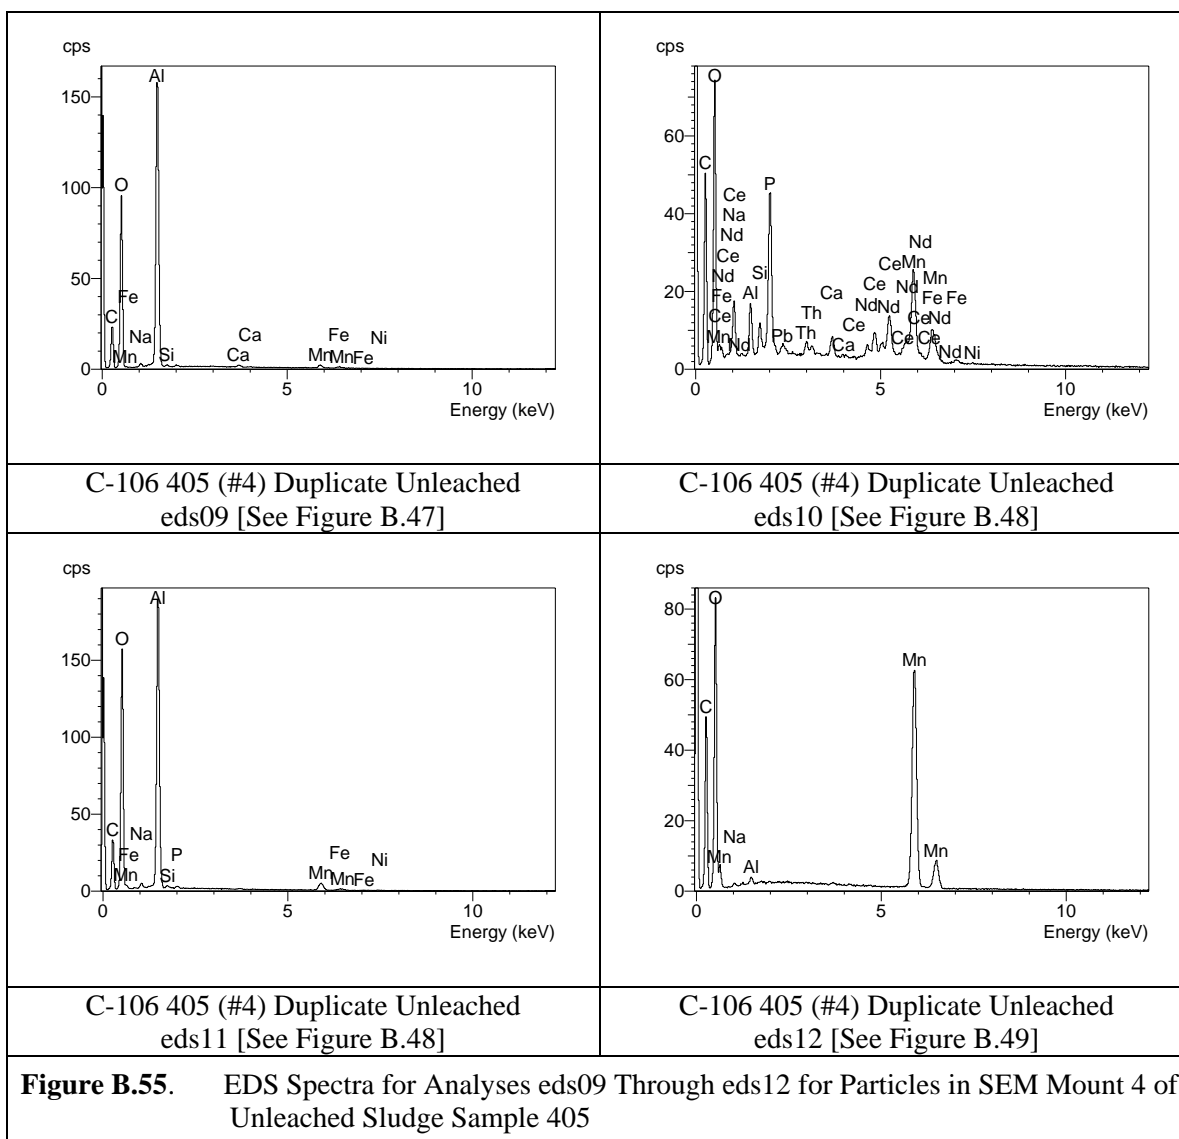 cps
Al
150
100
O
50
Fe
C
Na
Mn
Si
Ca
Ca
Fe
Ni
Mn
Mn
Fe
0
0
5
10
Energy (keV)
C-106 405 (#4) Duplicate Unleached
eds09 [See Figure B.47]
cps
O
60
C
P
Ce
40
Na
Nd
Nd
Ce
Ce
Mn
Nd
Si
Ce
Mn
20
Fe
Al
Ca
Nd
Nd
Nd
Fe
Fe
Ce
Th
Ce
Ce
Nd
Mn
Nd
Pb
Th
Ca
Ce
Ce
Nd
Ni
0
0
5
10
Energy (keV)
C-106 405 (#4) Duplicate Unleached
eds10 [See Figure B.48]
cps
Al
O
150
100
50
C
Na
Fe
P
Mn
Si
Fe
Ni
Mn
Mn
Fe
0
0
5
10
Energy (keV)
C-106 405 (#4) Duplicate Unleached
eds11 [See Figure B.48]
cps
O
80
Mn
60
C
40
20
Na
Mn
Al
Mn
0
0
5
10
Energy (keV)
C-106 405 (#4) Duplicate Unleached
eds12 [See Figure B.49]
Figure B.55. EDS Spectra for Analyses eds09 Through eds12 for Particles in SEM Mount 4 of
Unleached Sludge Sample 405